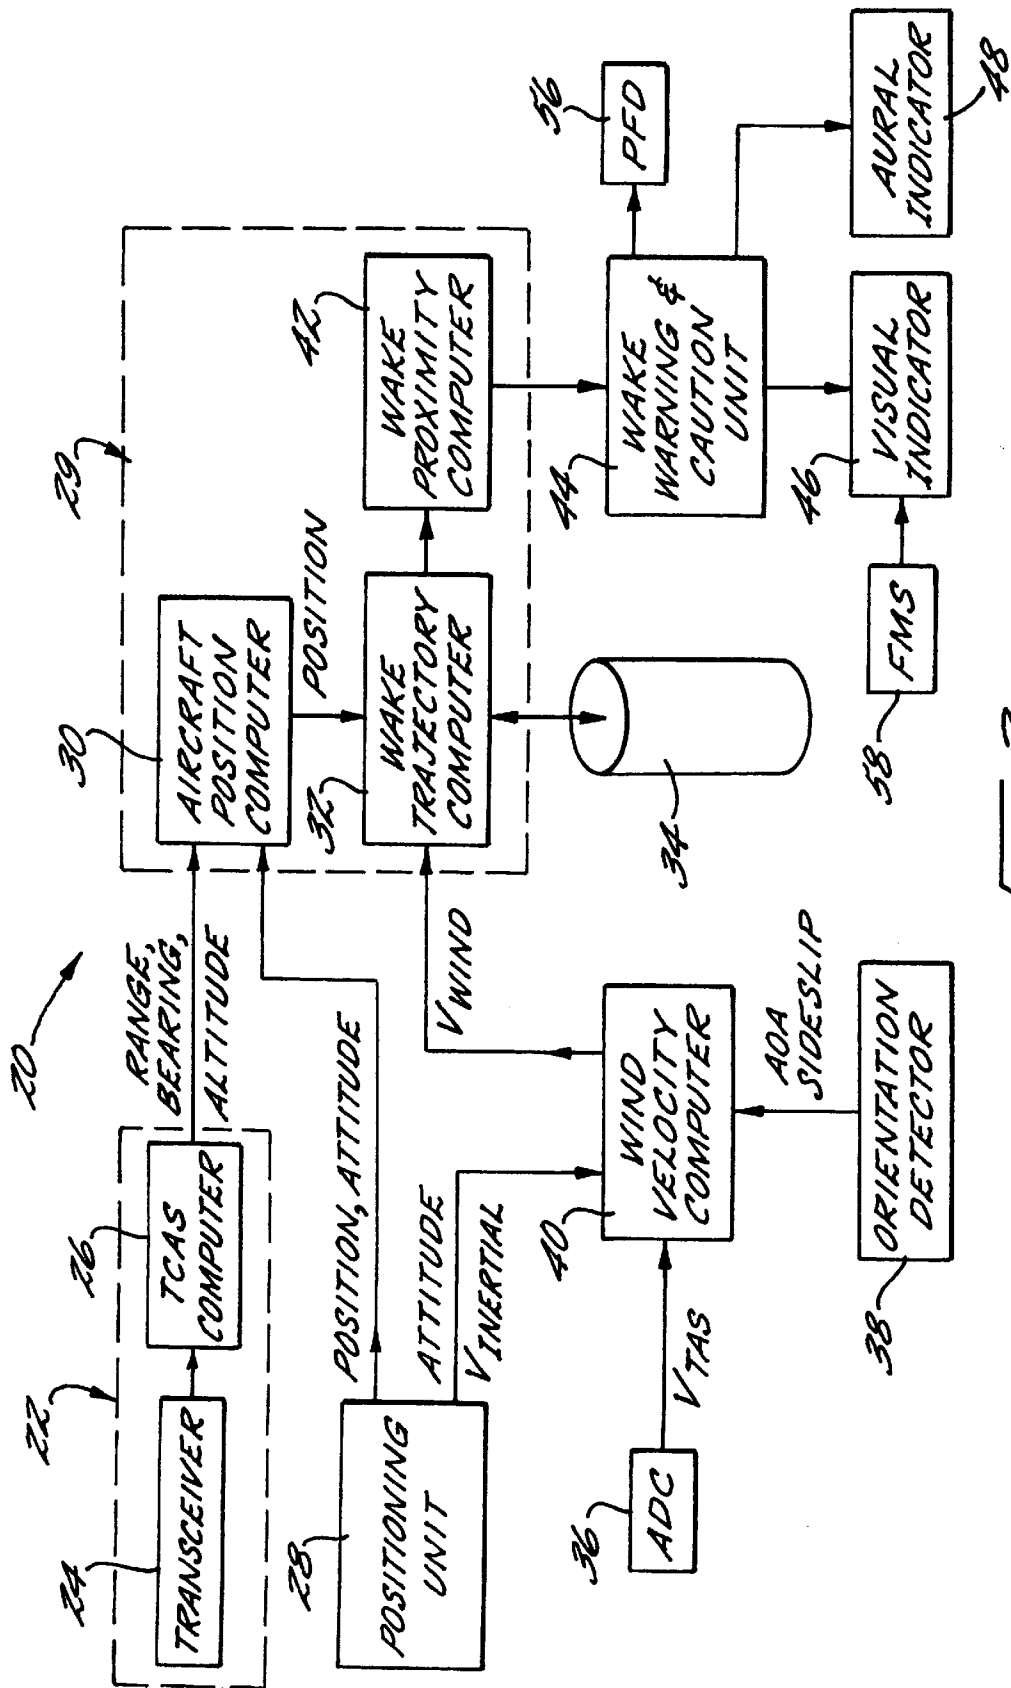 20
22
24
TRANSCEIVER
26
TCAS
COMPUTER
RANGE,
BEARING,
ALTITUDE
29
30
AIRCRAFT
POSITION
COMPUTER
POSITION
28
POSITIONING
UNIT
POSITION, ATTITUDE
ATTITUDE
V INERTIAL
V WIND
32
WAKE
TRAJECTORY
COMPUTER
42
WAKE
PROXIMITY
COMPUTER
36
ADC
V TAS
40
WIND
VELOCITY
COMPUTER
AOA
SIDESLIP
38
ORIENTATION
DETECTOR
34
44
WAKE
WARNING &
CAUTION
UNIT
56
PFD
58
FMS
46
VISUAL
INDICATOR
AURAL
INDICATOR
48